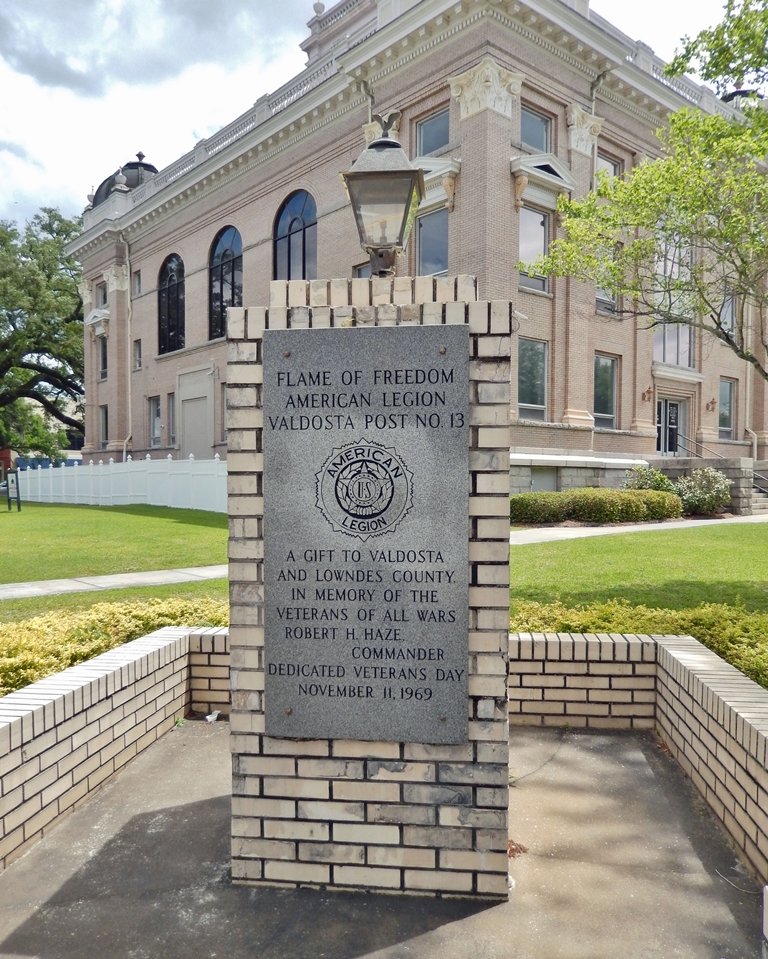 FLAME OF FREEDOM
AMERICAN LEGION
VALDOSTA POST NO. 13
AMERICAN
US
LEGION
A GIFT TO VALDOSTA
AND LOWNDES COUNTY.
IN MEMORY OF THE
VETERANS OF ALL WARS
ROBERT H. HAZE,
COMMANDER
DEDICATED VETERANS DAY
NOVEMBER 11, 1969